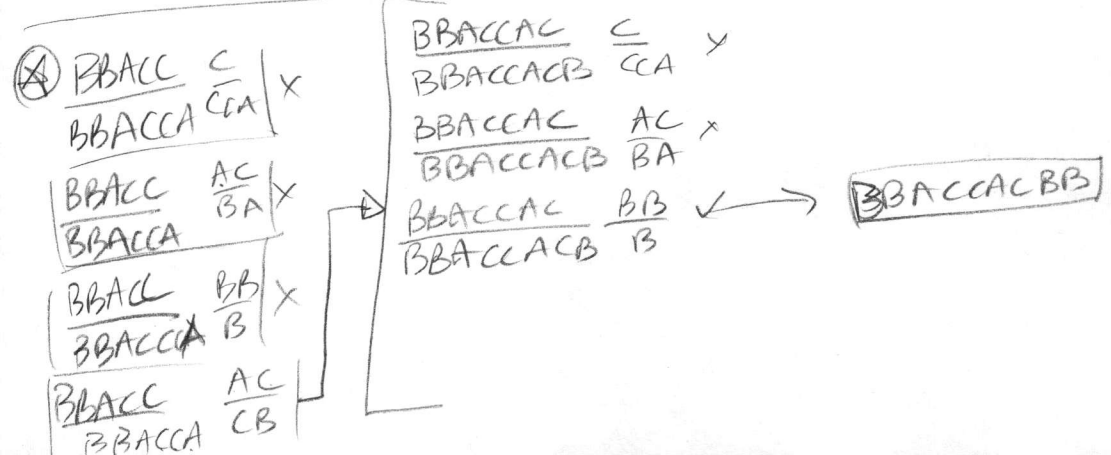 A BBACC C X
BBACCA CCA
BBACC AC X
BBACCA BA
BBACC BB X
BBACCA B
BBACC AC
BBACCA CB
BBACCAC C X
BBACCACB CCA
BBACCAC AC X
BBACCACB BA
BBACCAC BB ✓ → BBACCACBB
BBACCACB B